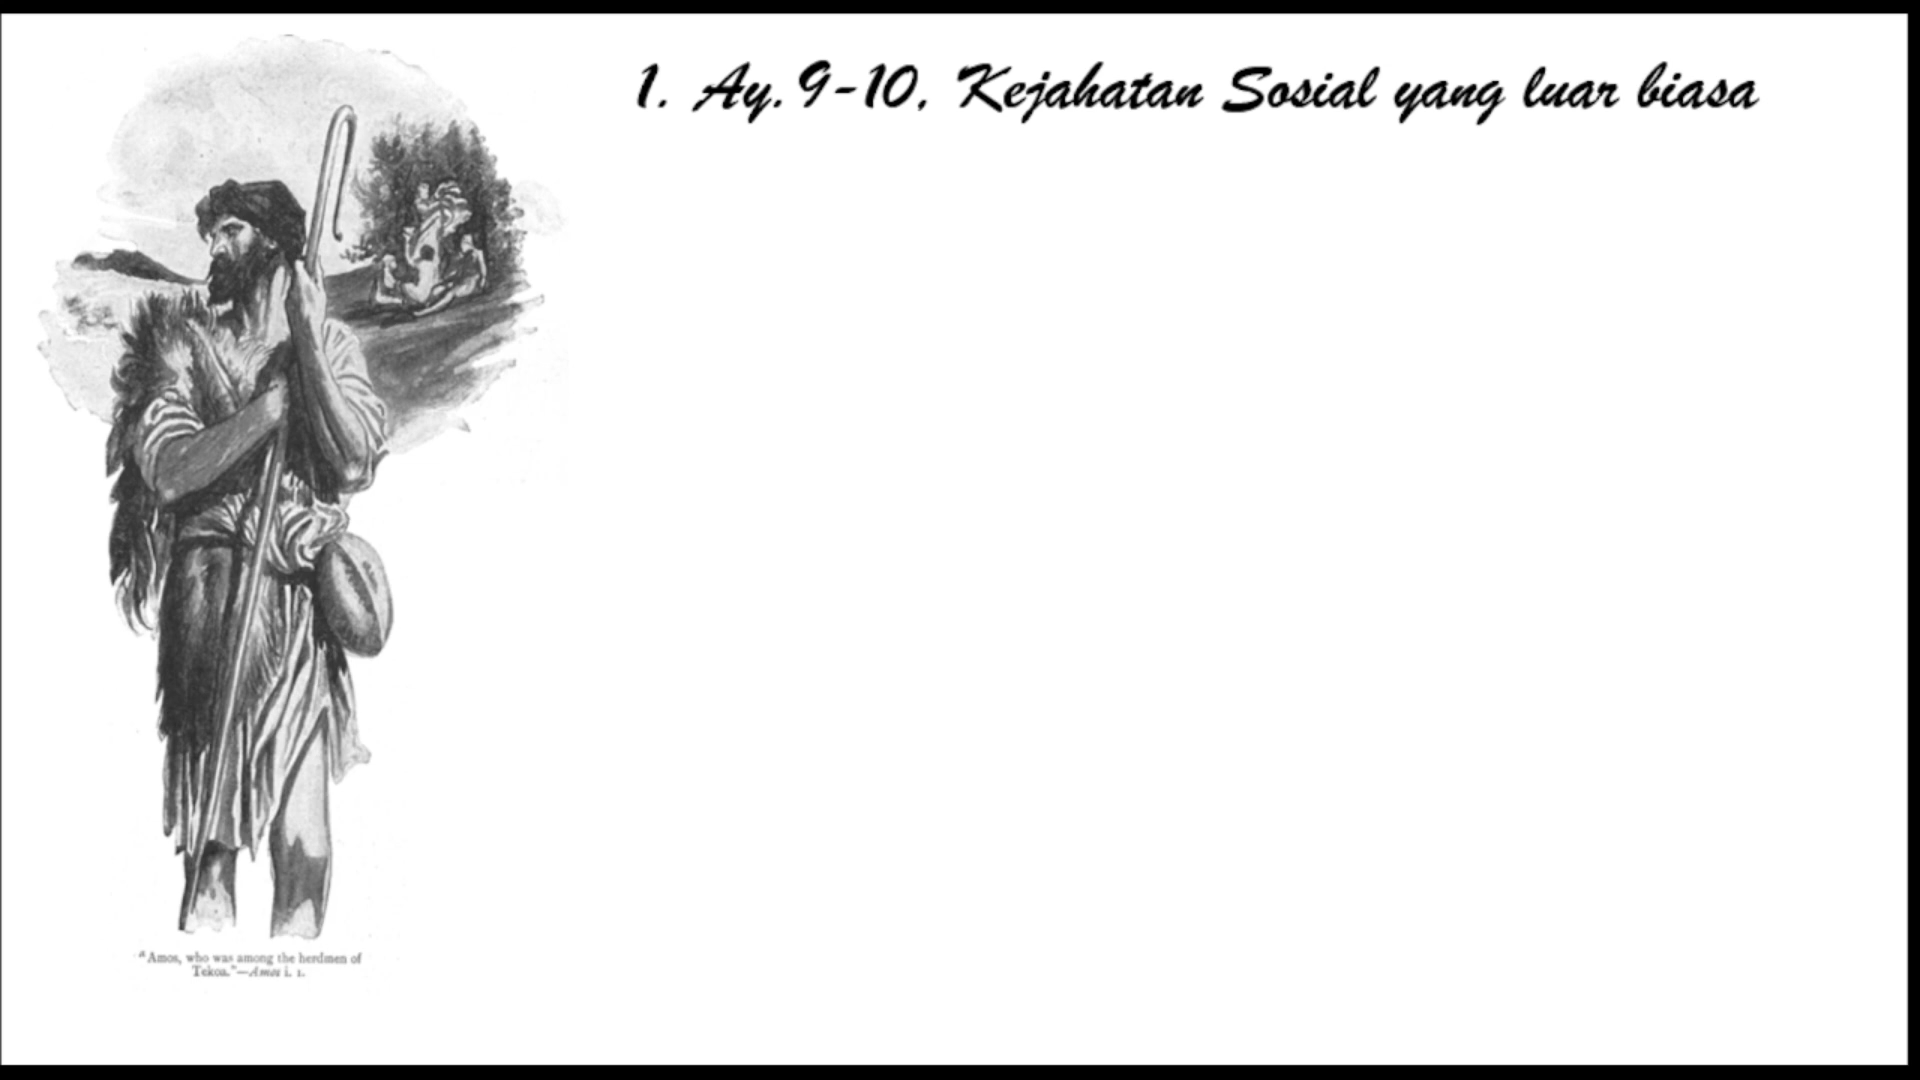 1. Ay. 9-10, Kejahatan Sosial yang luar biasa
"Amos, who was among the herdmen of
Tekoa."—Amos i. 1.